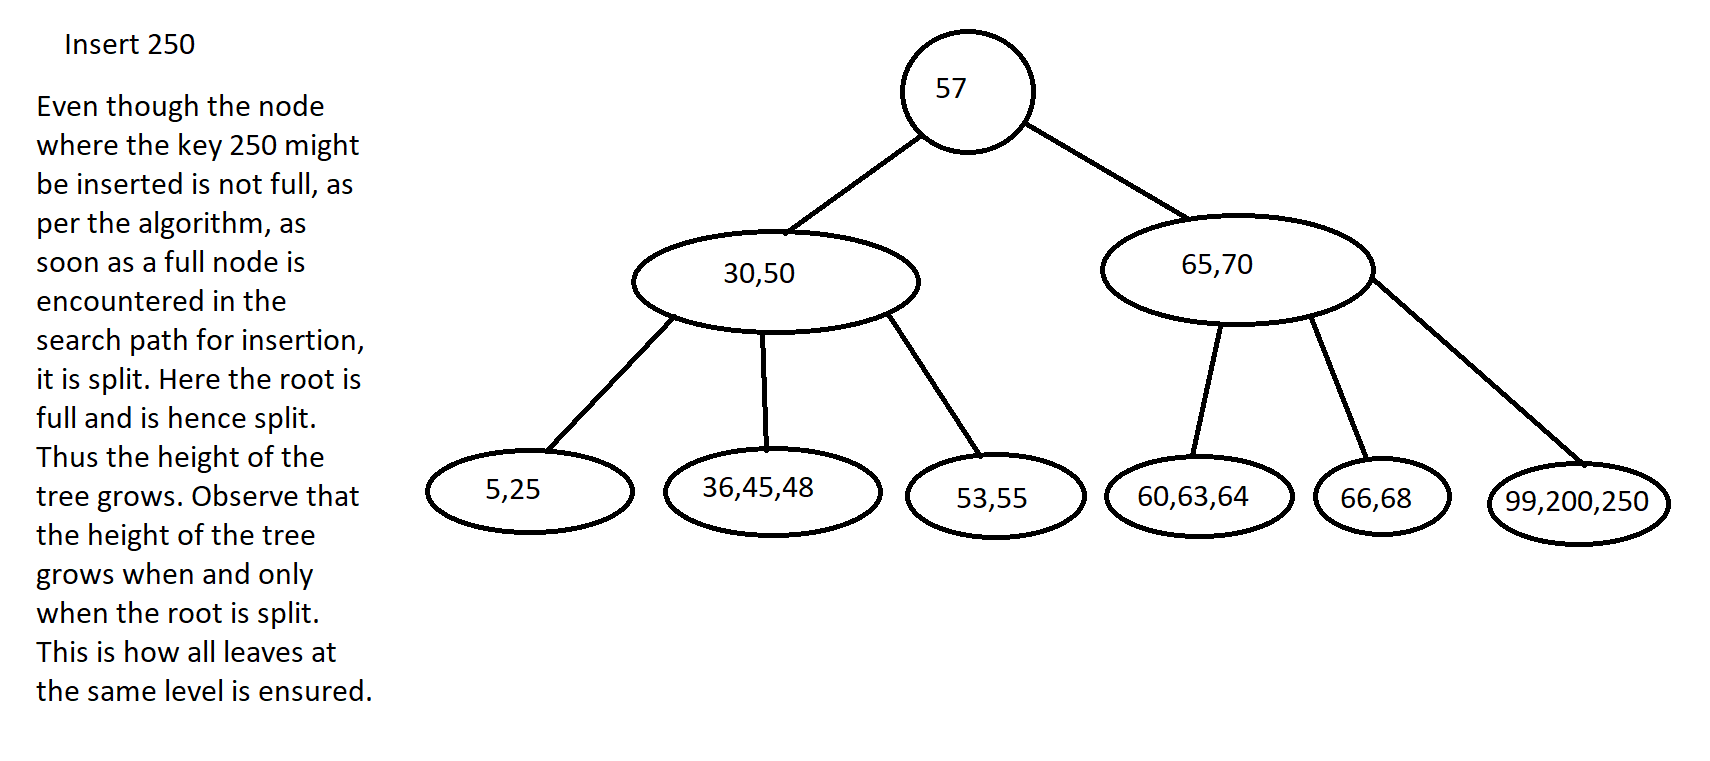 Insert 250
Even though the node
where the key 250 might
be inserted is not full, as
per the algorithm, as
soon as a full node is
encountered in the
search path for insertion,
it is split. Here the root is
full and is hence split.
Thus the height of the
tree grows. Observe that
the height of the tree
grows when and only
when the root is split.
This is how all leaves at
the same level is ensured.
57
30,50
65,70
5,25
36,45,48
53,55
60,63,64
66,68
99,200,250